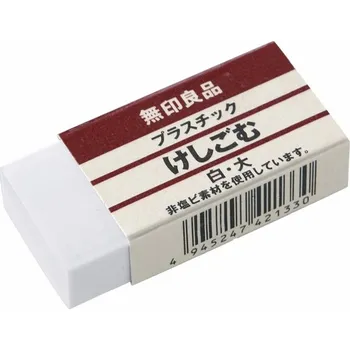 無印良品
プラスチック
けしごむ
白・大
非塩ビ素材を使用しています。
4 945247 421330